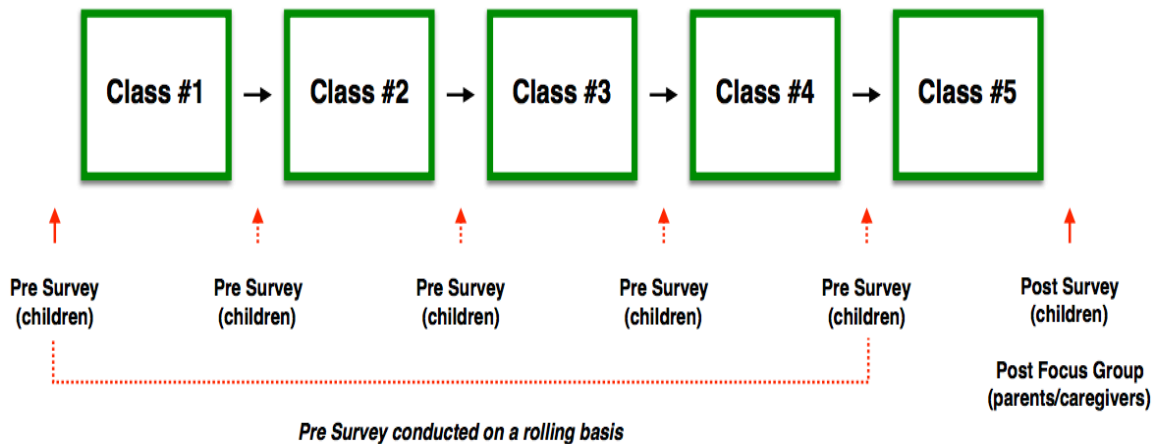 Class #1
Class #2
Class #3
Class #4
Class #5
Pre Survey
(children)
Pre Survey
(children)
Pre Survey
(children)
Pre Survey
(children)
Pre Survey
(children)
Post Survey
(children)
Post Focus Group
(parents/caregivers)
Pre Survey conducted on a rolling basis